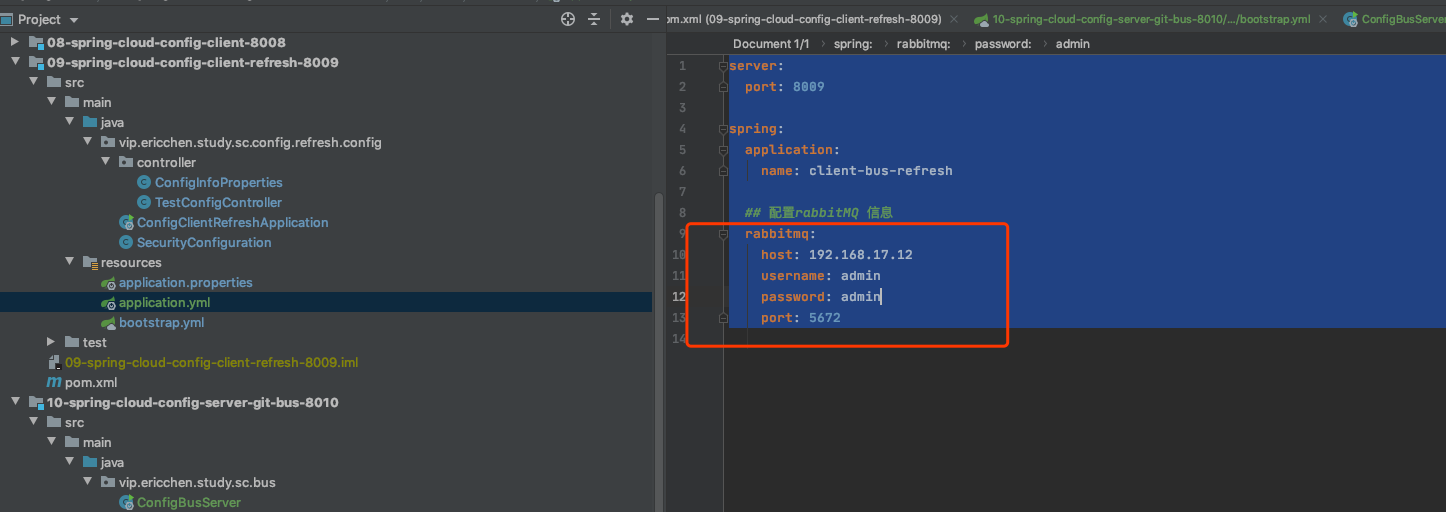 Project
08-spring-cloud-config-client-8008
09-spring-cloud-config-client-refresh-8009
src
main
java
vip.ericchen.study.sc.config.refresh.config
controller
ConfigInfoProperties
TestConfigController
ConfigClientRefreshApplication
SecurityConfiguration
resources
application.properties
application.yml
bootstrap.yml
test
09-spring-cloud-config-client-refresh-8009.iml
pom.xml
10-spring-cloud-config-server-git-bus-8010
src
main
java
vip.ericchen.study.sc.bus
ConfigBusServer
om.xml (09-spring-cloud-config-client-refresh-8009)
10-spring-cloud-config-server-git-bus-8010/.../bootstrap.yml
ConfigBusServer
Document 1/1 spring: rabbitmq: password: admin
1 server:
2 port: 8009
3
4 spring:
5 application:
6 name: client-bus-refresh
7
8 ## 配置rabbitMQ 信息
9 rabbitmq:
10 host: 192.168.17.12
11 username: admin
12 password: admin
13 port: 5672
14